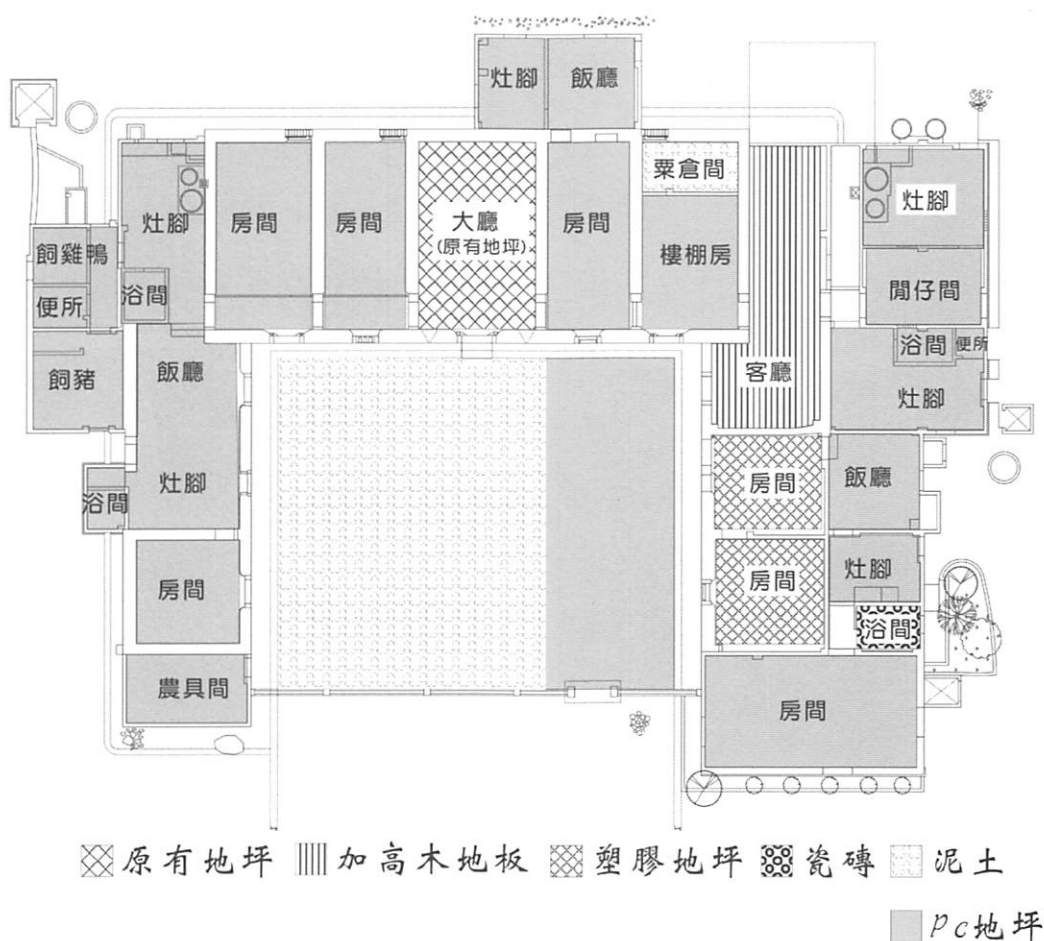 灶腳
飯廳
灶腳
房間
房間
大廳
(原有地坪)
房間
粟倉間
樓棚房
灶腳
閒仔間
浴間
便所
灶腳
客廳
飼雞鴨
便所
浴間
飼豬
飯廳
灶腳
浴間
房間
農具間
房間
飯廳
房間
灶腳
浴間
房間
原有地坪
加高木地板
塑膠地坪
瓷磚
泥土
Pc地坪